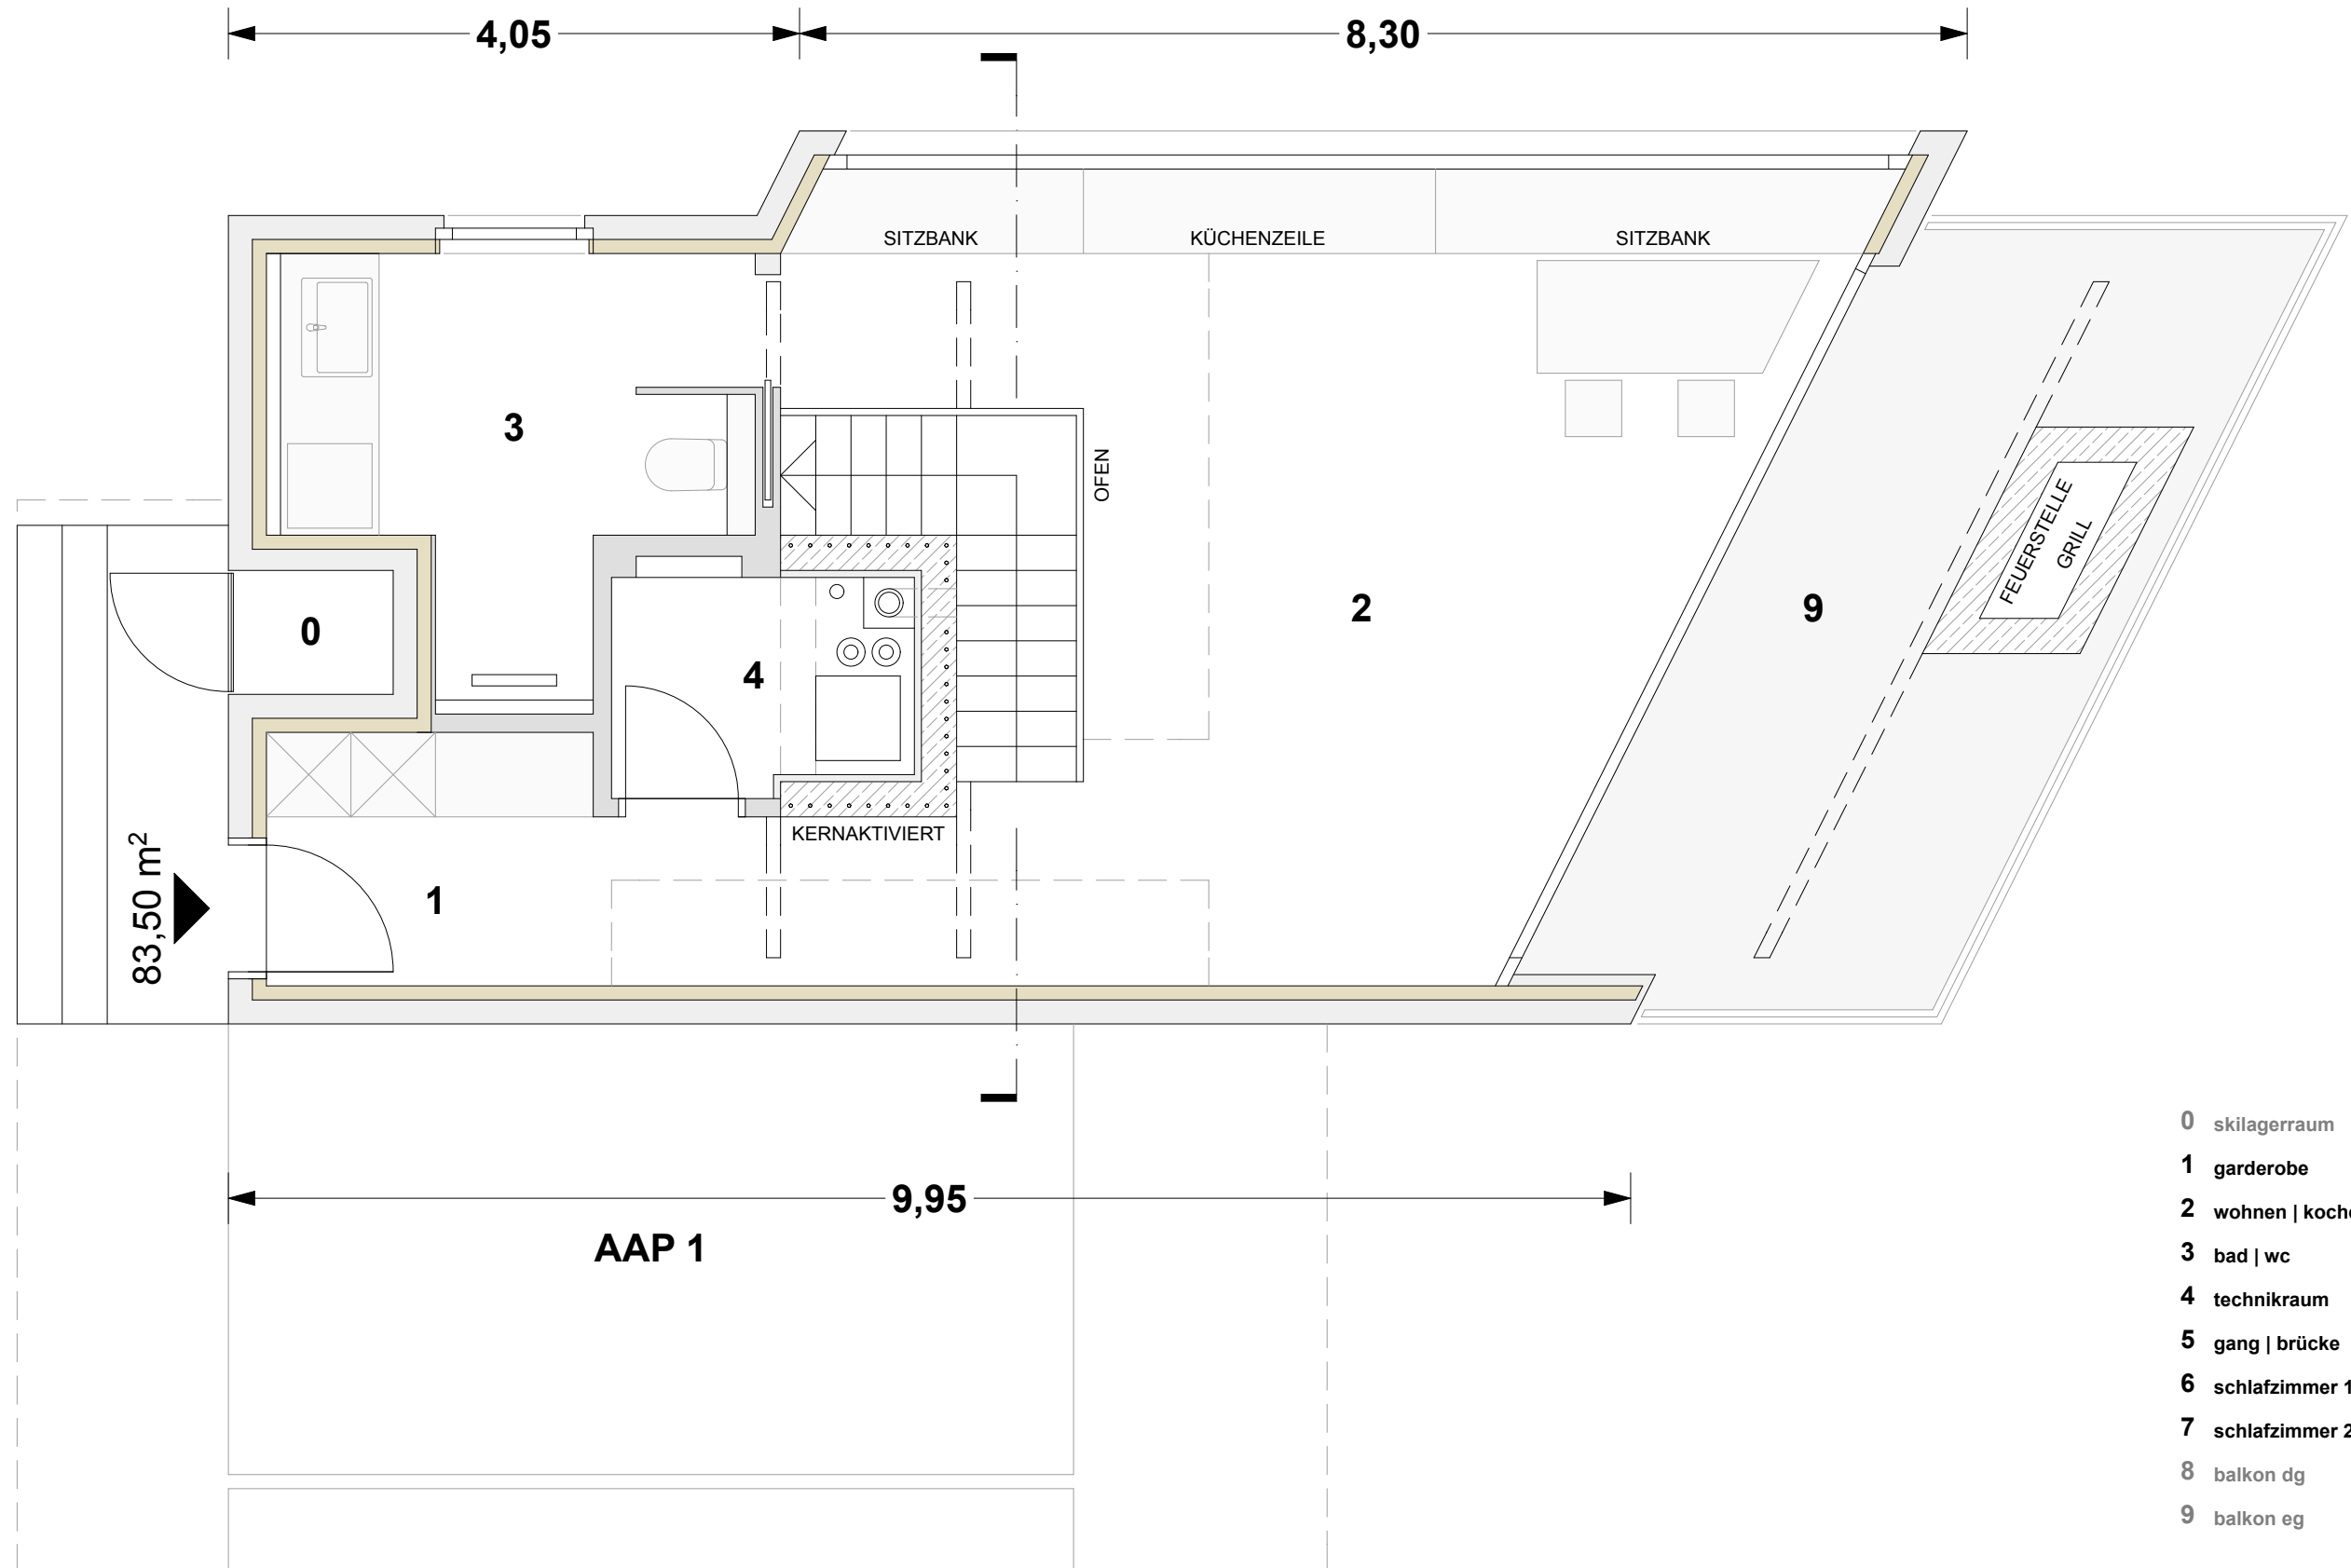 4,05
8,30
SITZBANK
KÜCHENZEILE
SITZBANK
3
OFEN
FEUERSTELLE
GRILL
0
2
9
4
KERNAKTIVIERT
83,50 m²
1
9,95
AAP 1
0 skilagerraum
1 garderobe
2 wohnen |
3 bad | wc
4 technikraum
5 gang | brücke
6 schlafzimmer 1
7 schlafzimmer 2
8 balkon dg
9 balkon eg